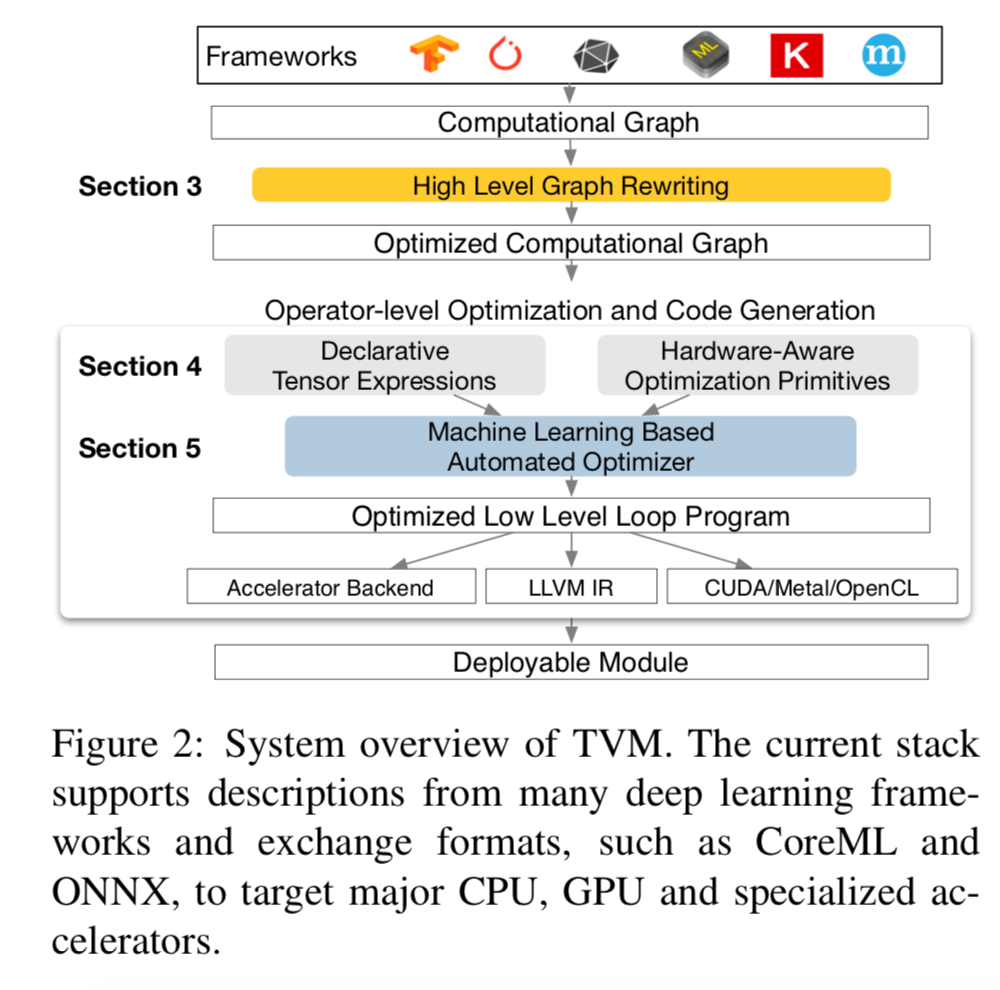 Frameworks ML K m
Computational Graph
Section 3 High Level Graph Rewriting
Optimized Computational Graph
Operator-level Optimization and Code Generation
Section 4
Declarative
Tensor Expressions
Hardware-Aware
Optimization Primitives
Section 5
Machine Learning Based
Automated Optimizer
Optimized Low Level Loop Program
Accelerator Backend LLVM IR CUDA/Metal/OpenCL
Deployable Module
Figure 2: System overview of TVM. The current stack
supports descriptions from many deep learning frame-
works and exchange formats, such as CoreML and
ONNX, to target major CPU, GPU and specialized ac-
celerators.